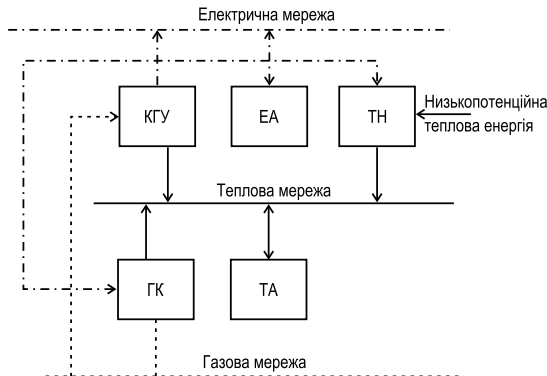 Електрична мережа
КГУ
ЕА
ТН
Низькопотенційна
теплова енергія
Теплова мережа
ГК
ТА
Газова мережа